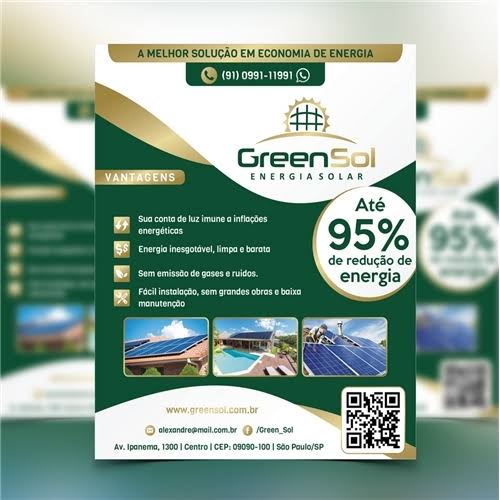 A MELHOR SOLUÇÃO EM ECONOMIA DE ENERGIA
(91) 0991-11991
GreenSol
ENERGIA SOLAR
VANTAGENS
Sua conta de luz imune a inflações
energéticas
Energia inesgotável, limpa e barata
Sem emissão de gases e ruídos.
Fácil instalação, sem grandes obras e baixa
manutenção
Até
95%
de redução de
energia
www.greensol.com.br
alexandre@mail.com.br
/Green_Sol
Av. Ipanema, 1300 | Centro | CEP: 09090-100 | São Paulo/SP